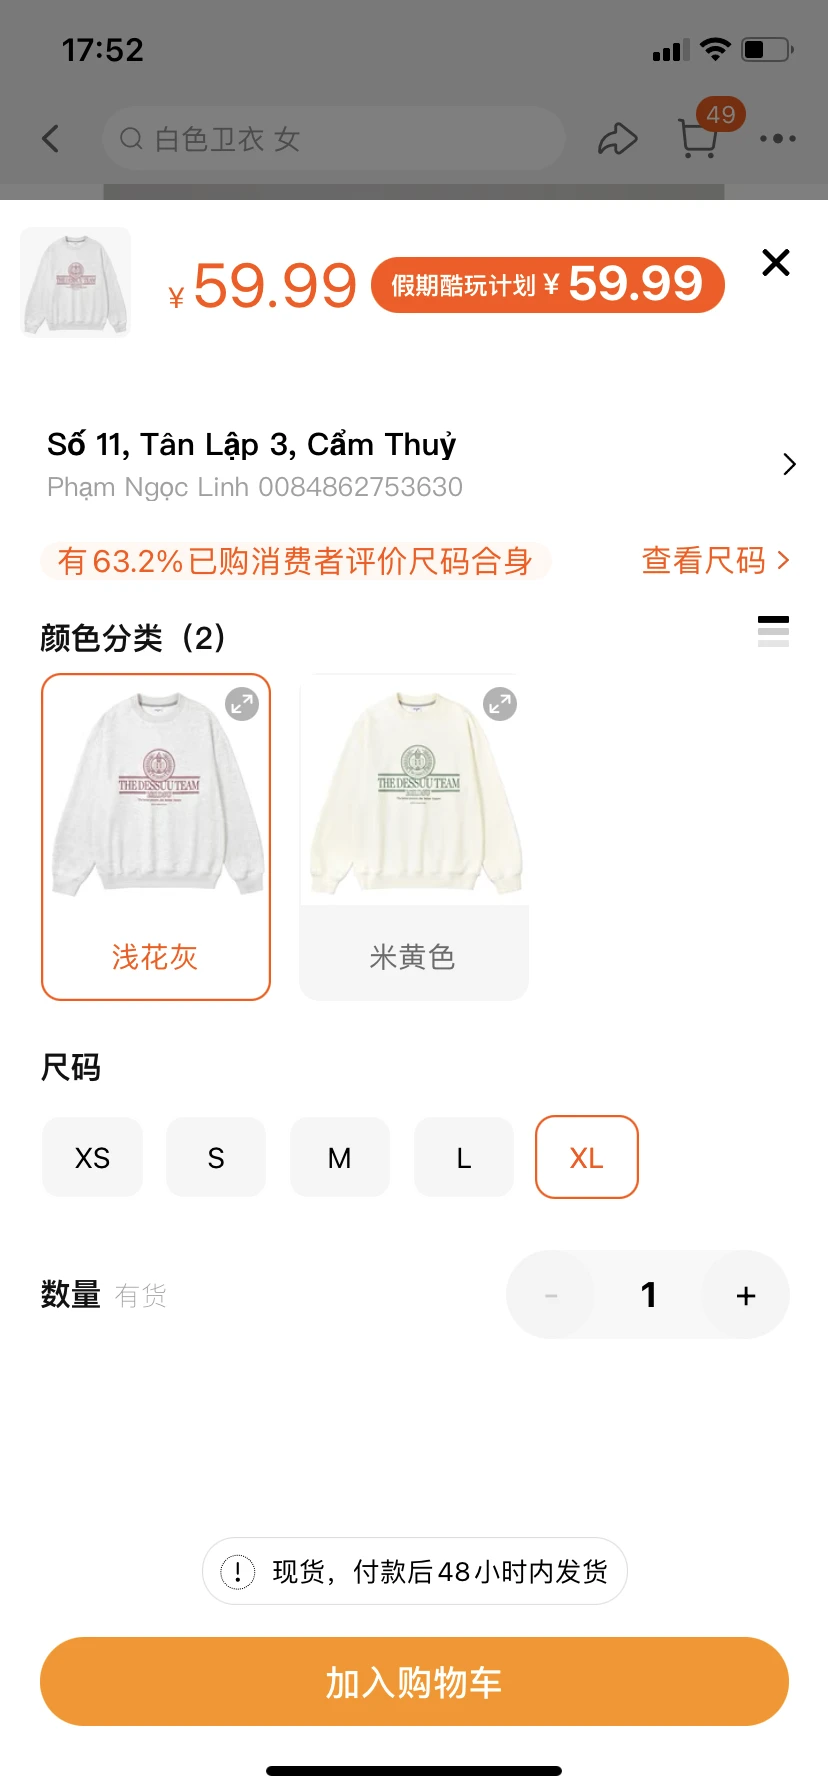 17:52
白色卫衣 女
49
¥59.99 假期酷玩计划 ¥59.99
Số 11, Tân Lập 3, Cẩm Thuỷ
Phạm Ngọc Linh 0084862753630
有63.2%已购消费者评价尺码合身 查看尺码
颜色分类（2）
THE DESSUU TEAM
THE DESSUU TEAM
浅花灰 米黄色
尺码
XS S M L XL
数量 有货 - 1 +
! 现货，付款后48小时内发货
加入购物车